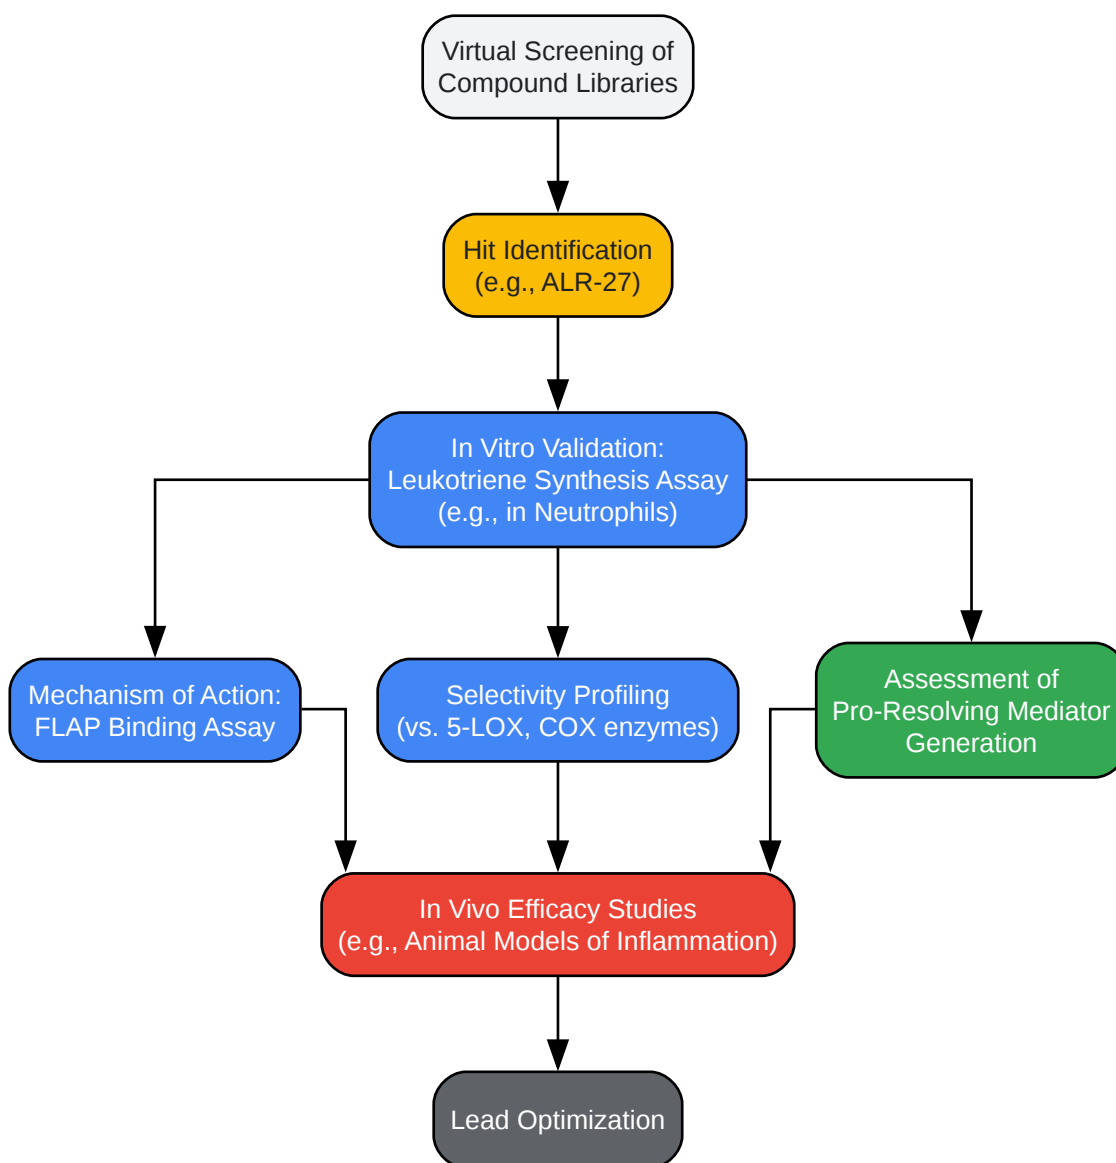 Virtual Screening of
Compound Libraries
Hit Identification
(e.g., ALR-27)
In Vitro Validation:
Leukotriene Synthesis Assay
(e.g., in Neutrophils)
Mechanism of Action:
FLAP Binding Assay
Selectivity Profiling
(vs. 5-LOX, COX enzymes)
Assessment of
Pro-Resolving Mediator
Generation
In Vivo Efficacy Studies
(e.g., Animal Models of Inflammation)
Lead Optimization